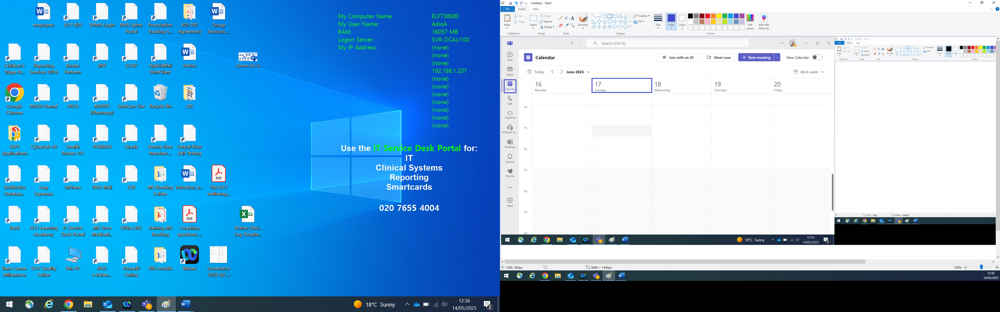 employers
ELFT RiO
EPMA Login
NHS Spine
Portal
Prescription
Tracking S...
VDI TPP
Agreement
Group
Sessions ...
Children's
Triage N...
Reporting
Services 2016
Roster
Perform
BNF
LOOP
HybridMail
PrintClient
Action
Zoom As-is
Google
Chrome
MASH Barnet
PACS
MAPPS
(Pharmacy)
SafeCare Live
Recycle Bin
QA
SEPT
Applications
CyberLab v9
Health
Roster-v11
TOXBASE
Oracle
Service User
Interview ...
Lateral Flow
Self-Testing
Antibiotics
Databas...
Easy
Expenses
InPhase
NHS Mail
ESR
MS Booking
Folder
induction_b...
PDF
The ELFT
wellbeing...
Bank
ELFT Learning
Academy
IT Service
Desk Portal
MH Trust
Medicati...
Office 365
Training MS
Booking
PDF
Coaching
questions ...
Action_Deci...
Log Templa...
Barts Cerner
Millennium
ELFT Quality
Folder
This PC
NHS
e-Referr...
PowerBi
Online
RIO mobile
Webex
Screenshot
2025-02-...
My Computer Name: ELFT38080
My User Name: AdioA
RAM: 16057 MB
Logon Server: SVR-DCALI100
My IP Address: (none)
(none)
(none)
192.168.1.207
(none)
(none)
(none)
(none)
(none)
(none)
(none)
Use the IT Service Desk Portal for:
IT
Clinical Systems
Reporting
Smartcards
020 7655 4004
18°C Sunny
12:36
14/05/2025
2
Untitled - Paint
File Home View
Paste
Cut
Copy
Clipboard
Select
Crop
Resize
Rotate
Image
Tools
Brushes
Shapes
Outline
Fill
Size
Color
1
Color
2
Edit
colors
Colors
Edit with
Paint 3D
Search (Ctrl+E)
Chat
Teams
Calendar
Calls
OneDrive
NHSmail Su...
Bookings
Activity
Planner
Apps
Calendar
# Join with an ID
Meet now
New meeting
New Calendar
Today
June 2025
Work week
16
Monday
17
Tuesday
18
Wednesday
19
Thursday
20
Friday
14
15
16
17
18
19
20
18°C Sunny
12:35
14/05/2025
2
Untitled - Paint
File Home View
163 × 38px
2304 × 1440px
1308, 340px
3840 × 1440px
100%
12:36
14/05/2025